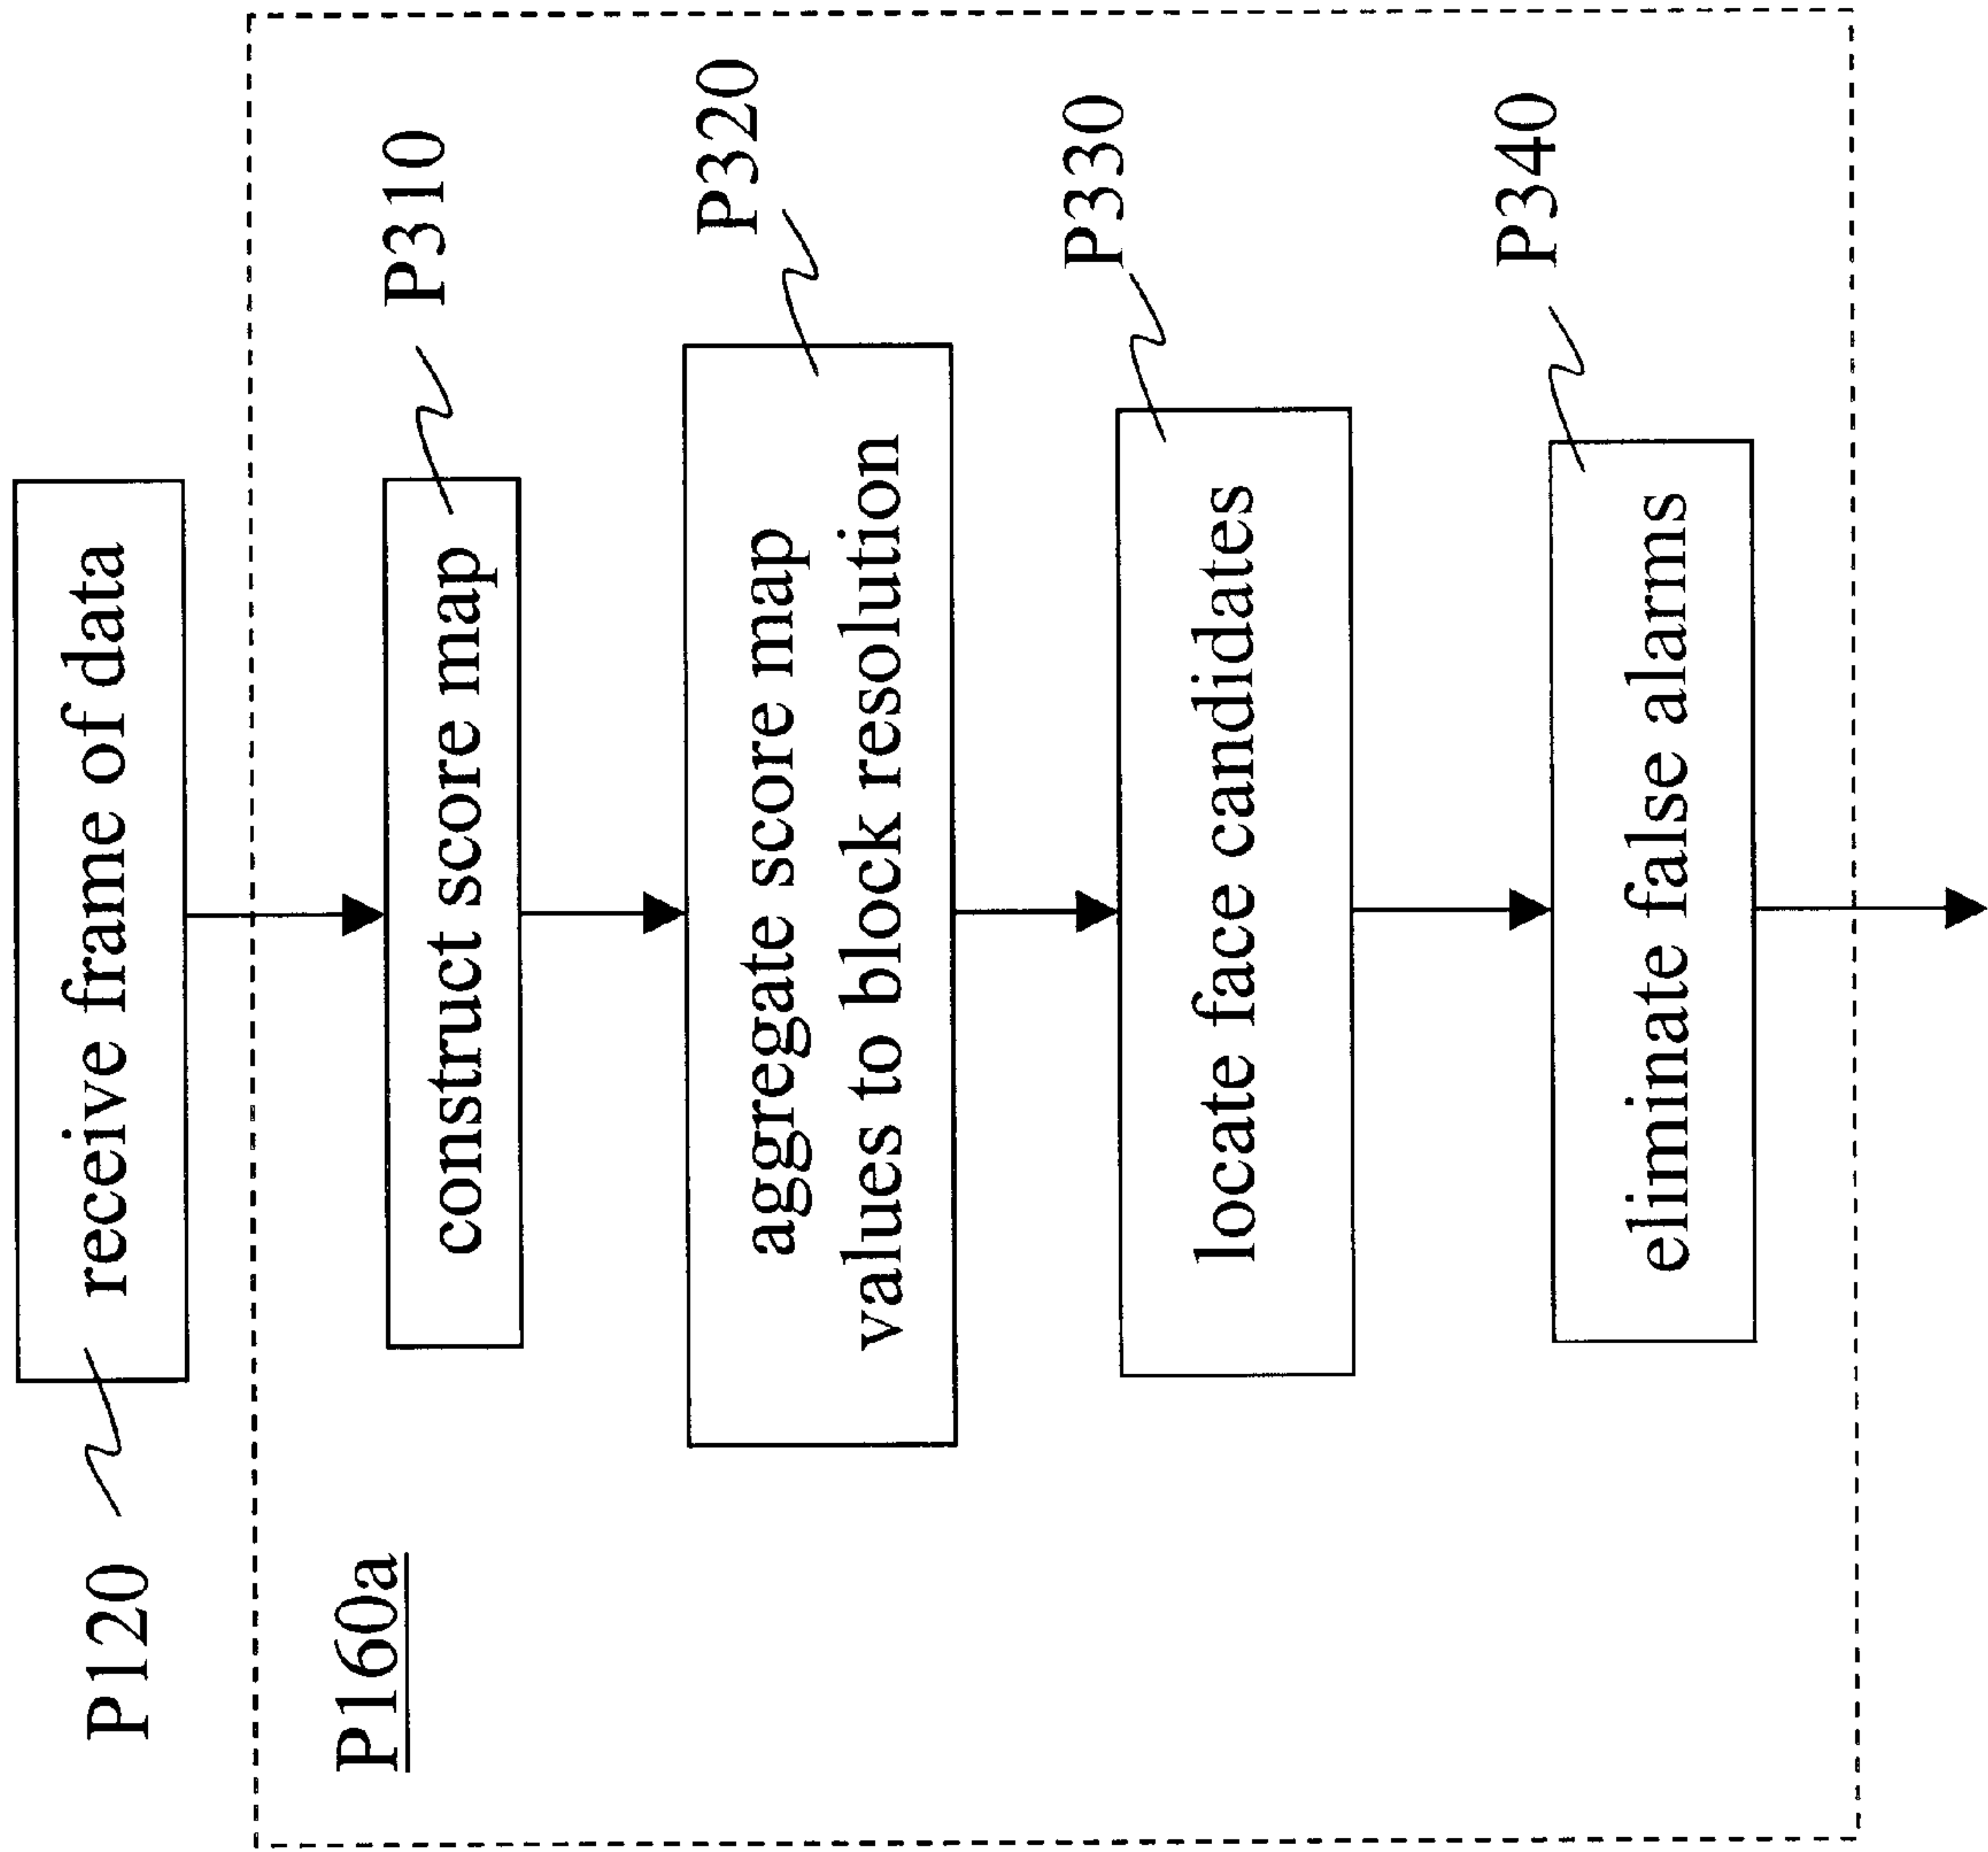 P120
receive frame of data
P160a
construct score map
P310
aggregate score map
values to block resolution
P320
locate face candidates
P330
eliminate false alarms
P340